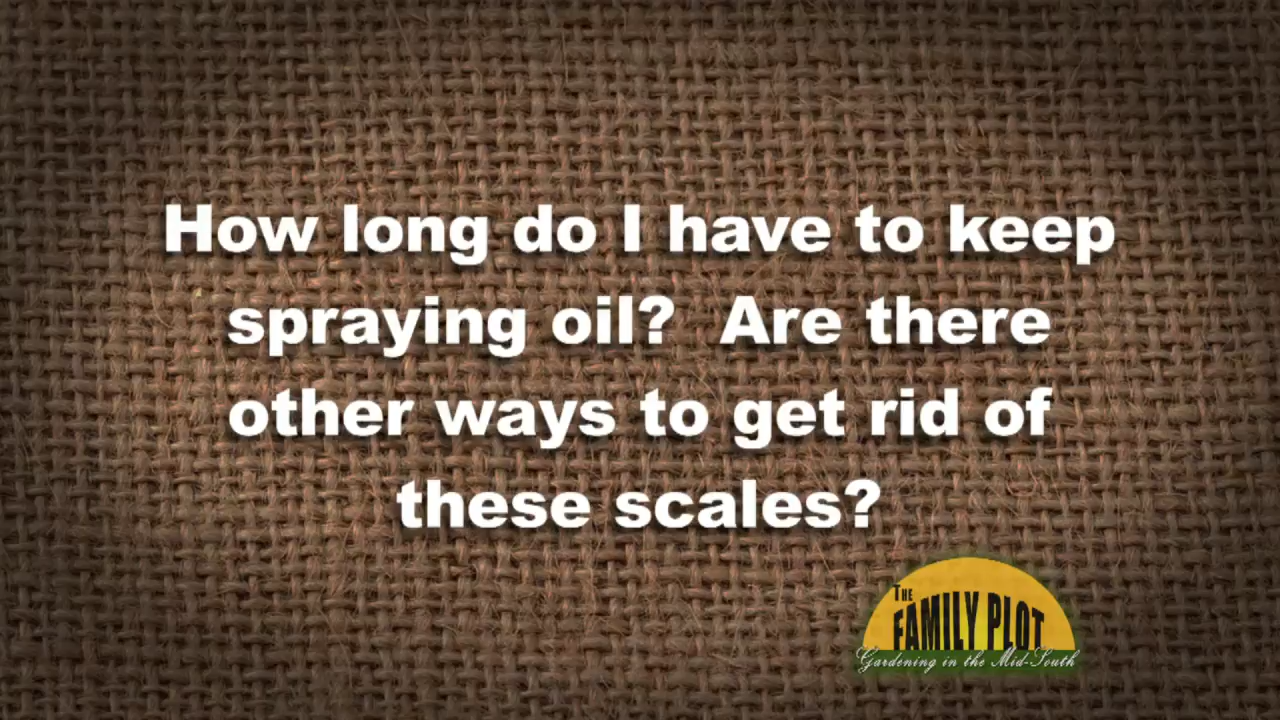 How long do I have to keep
spraying oil?  Are there
other ways to get rid of
these scales?
THE
FAMILY PLOT
Gardening in the Mid-South